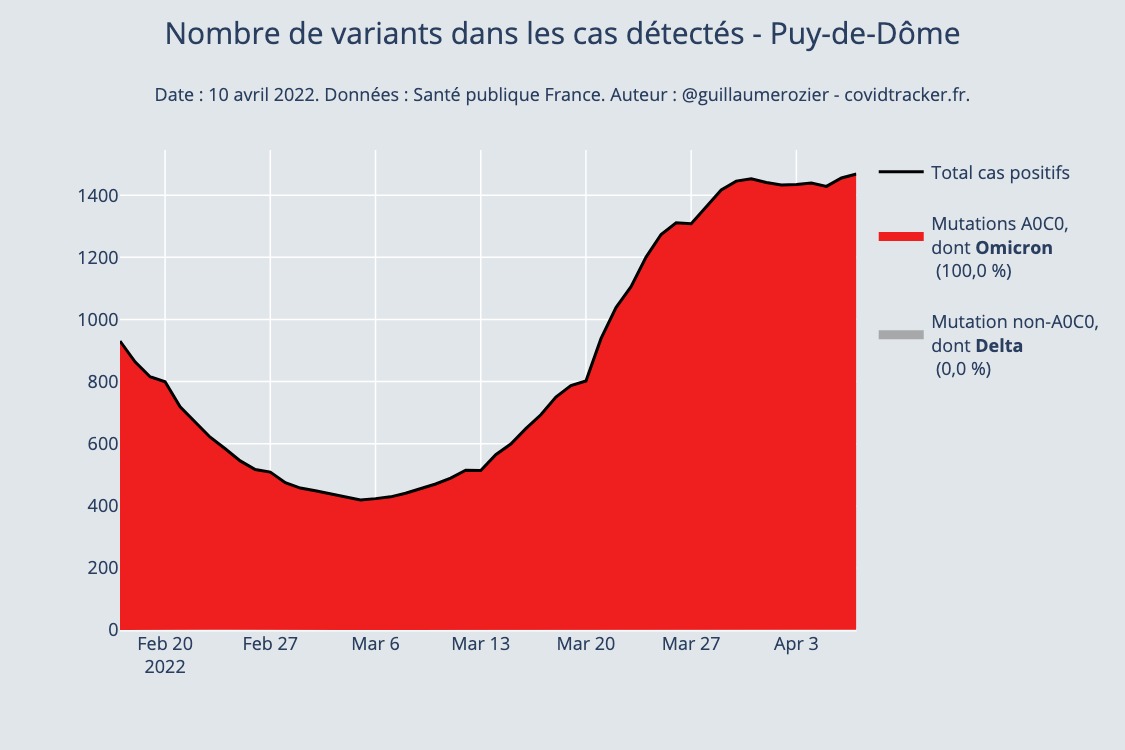 Nombre de variants dans les cas détectés - Puy-de-Dôme
Date : 10 avril 2022. Données : Santé publique France. Auteur : @guillaumerozier - covidtracker.fr.
1400
1200
1000
800
600
400
200
0
Feb 20
2022
Feb 27
Mar 6
Mar 13
Mar 20
Mar 27
Apr 3
Total cas positifs
Mutations A0C0,
dont Omicron
(100,0 %)
Mutation non-A0C0,
dont Delta
(0,0 %)